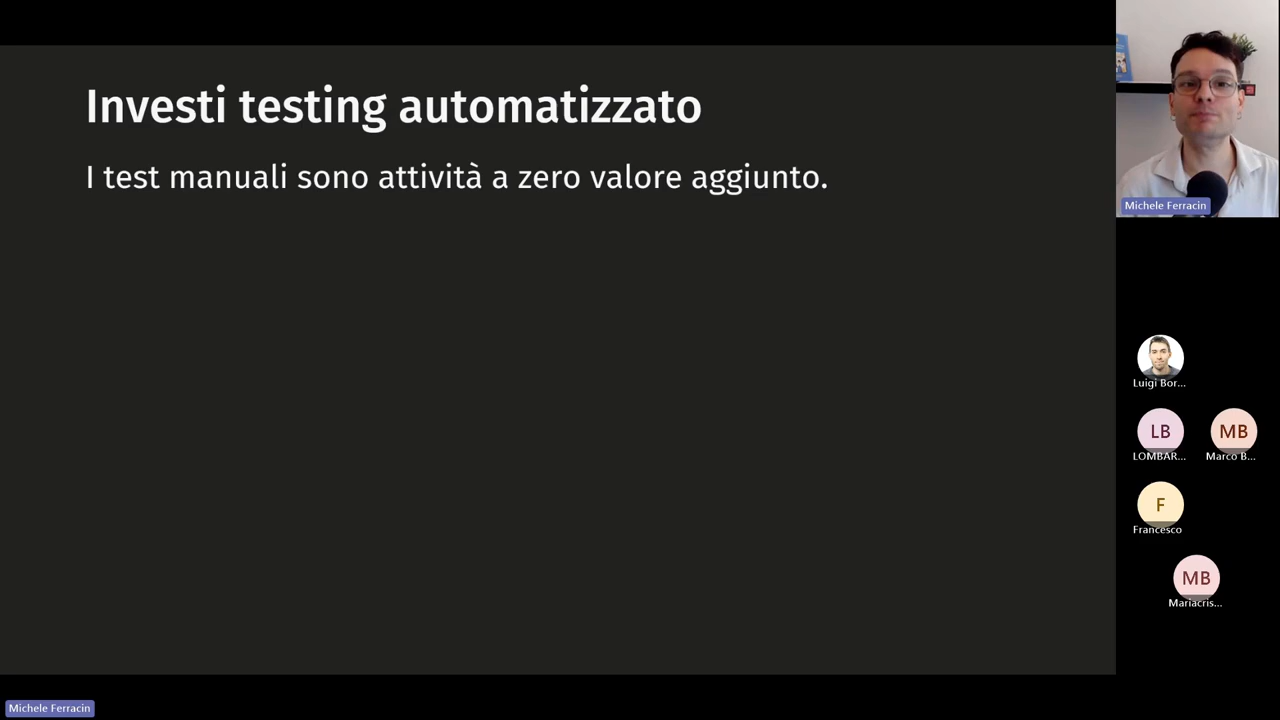 Investi testing automatizzato
I test manuali sono attività a zero valore aggiunto.
Michele Ferracin
Luigi Bor...
LB
MB
LOMBAR...
Marco B...
F
Francesco
MB
Mariacris...
Michele Ferracin